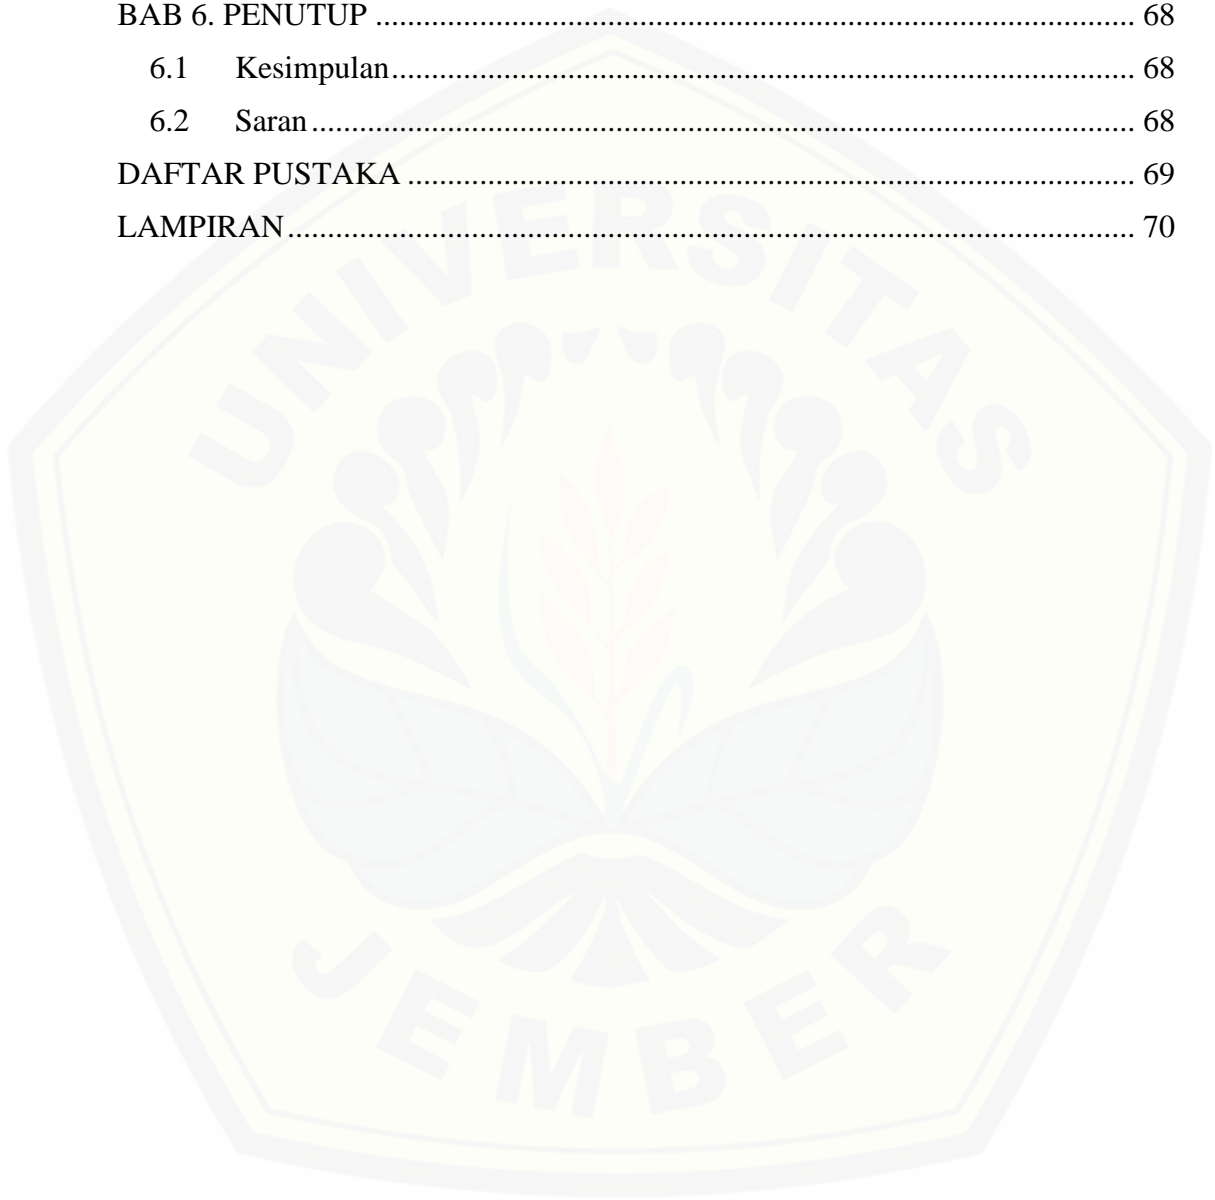 BAB 6. PENUTUP ........................................................ 68
6.1 Kesimpulan........................................................ 68
6.2 Saran ........................................................ 68
DAFTAR PUSTAKA ........................................................ 69
LAMPIRAN........................................................ 70
UNIVERSITAS
JEMBER